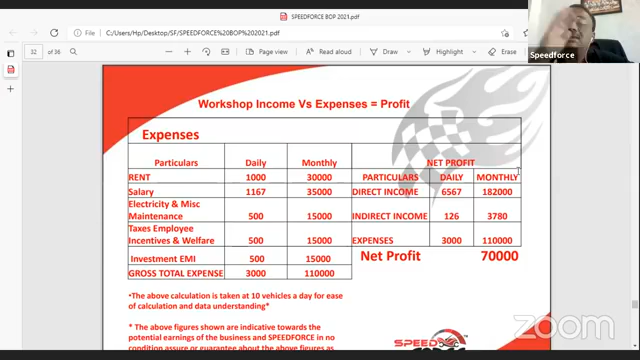 SPEEDFORCE BOP 2021.pdf
C:/Users/Hp/Desktop/SF/SPEEDFORCE%20BOP%202021.pdf
32 of 36
Page view
Read aloud
Draw
Highlight
Erase
Speedforce
Workshop Income Vs Expenses = Profit
Expenses
Particulars Daily Monthly NET PROFIT
RENT 1000 30000 PARTICULARS DAILY MONTHLY
Salary 1167 35000 DIRECT INCOME 6567 182000
Electricity & Misc
Maintenance 500 15000 INDIRECT INCOME 126 3780
Taxes Employee
Incentives & Welfare 500 15000 EXPENSES 3000 110000
Investment EMI 500 15000 Net Profit 70000
GROSS TOTAL EXPENSE 3000 110000
•The above calculation is taken at 10 vehicles a day for ease
of calculation and data understanding*
* The above figures shown are indicative towards the
potential earnings of the business and SPEEDFORCE in no
condition assure or guarantee about the above figures as
SPEED
zoom